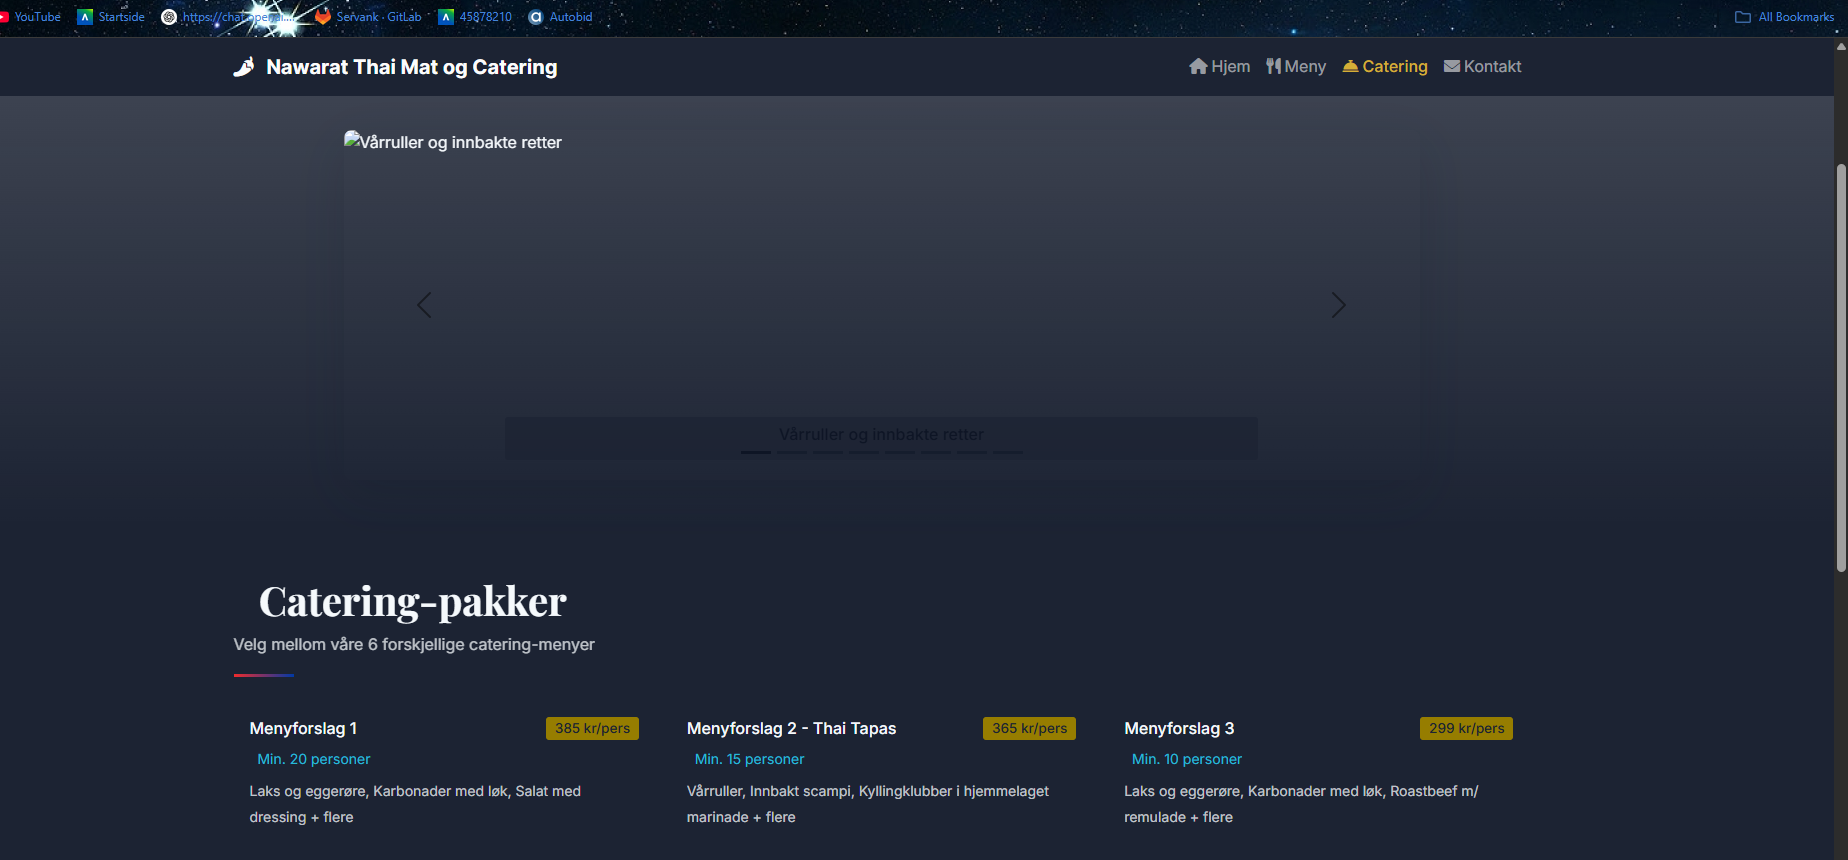 YouTube
Startside
https://chat.openai....
Servank · GitLab
45878210
Autobid
All Bookmarks
Nawarat Thai Mat og Catering
Hjem
Meny
Catering
Kontakt
Vårruller og innbakte retter
Vårruller og innbakte retter
Catering-pakker
Velg mellom våre 6 forskjellige catering-menyer
Menyforslag 1
385 kr/pers
Min. 20 personer
Laks og eggerøre, Karbonader med løk, Salat med
dressing + flere
Menyforslag 2 - Thai Tapas
365 kr/pers
Min. 15 personer
Vårruller, Innbakt scampi, Kyllingklubber i hjemmelaget
marinade + flere
Menyforslag 3
299 kr/pers
Min. 10 personer
Laks og eggerøre, Karbonader med løk, Roastbeef m/
remulade + flere